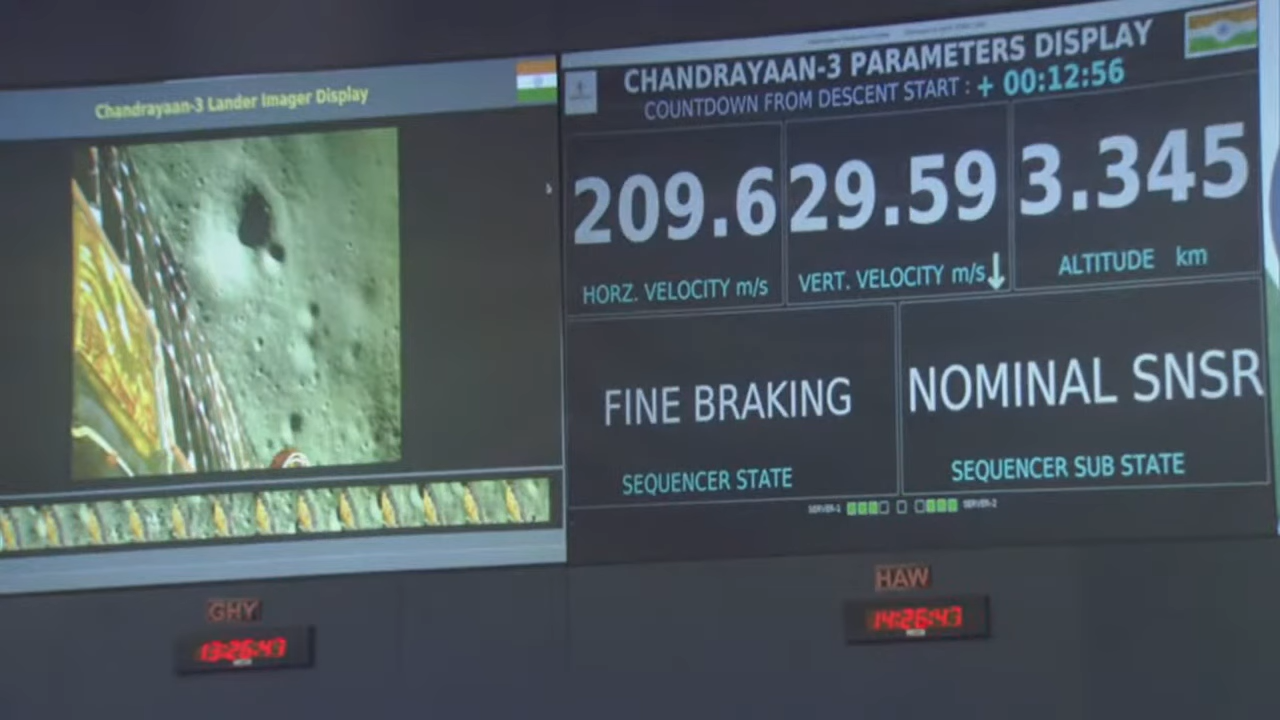 Chandrayaan-3 Lander Imager Display
CHANDRAYAAN-3 PARAMETERS DISPLAY
COUNTDOWN FROM DESCENT START : + 00:12:56
209.6
HORZ. VELOCITY m/s
29.59
VERT. VELOCITY m/s↓
3.345
ALTITUDE km
FINE BRAKING
SEQUENCER STATE
NOMINAL SNSR
SEQUENCER SUB STATE
SERVER-1
SERVER-2
GHY
13:26:47
HAW
14:26:47